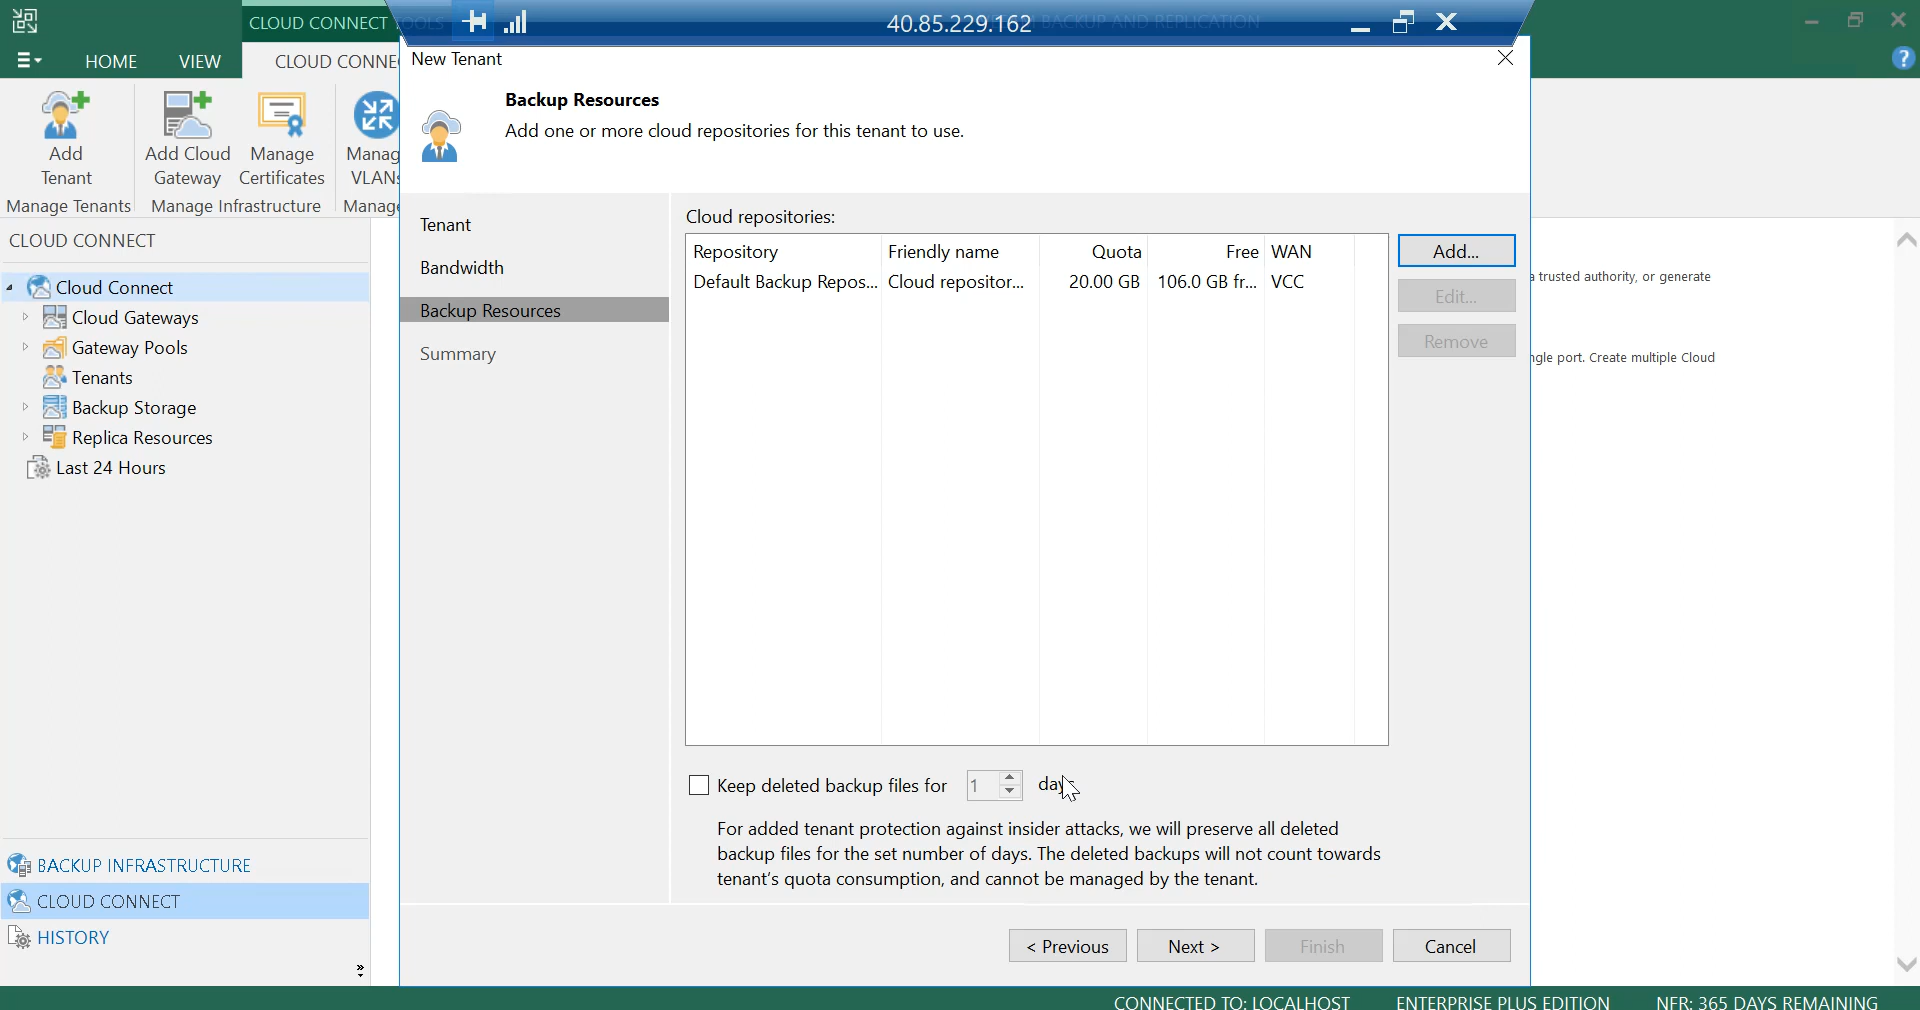 CLOUD CONNECT TOOLS
40.85.229.162
BACKUP AND REPLICATION
HOME
VIEW
CLOUD CONNE
New Tenant
?
Add
Tenant
Add Cloud
Gateway
Manage
Certificates
Manag
VLANs
Manage Tenants
Manage Infrastructure
Manage
Backup Resources
Add one or more cloud repositories for this tenant to use.
CLOUD CONNECT
Cloud Connect
Cloud Gateways
Gateway Pools
Tenants
Backup Storage
Replica Resources
Last 24 Hours
BACKUP INFRASTRUCTURE
CLOUD CONNECT
HISTORY
Tenant
Bandwidth
Backup Resources
Summary
Cloud repositories:
Repository Friendly name Quota Free WAN
Default Backup Repos... Cloud repositor... 20.00 GB 106.0 GB fr... VCC
Add...
Edit...
Remove
a trusted authority, or generate
ngle port. Create multiple Cloud
Keep deleted backup files for 1 days
For added tenant protection against insider attacks, we will preserve all deleted
backup files for the set number of days. The deleted backups will not count towards
tenant's quota consumption, and cannot be managed by the tenant.
< Previous
Next >
Finish
Cancel
CONNECTED TO: LOCALHOST
ENTERPRISE PLUS EDITION
NFR: 365 DAYS REMAINING